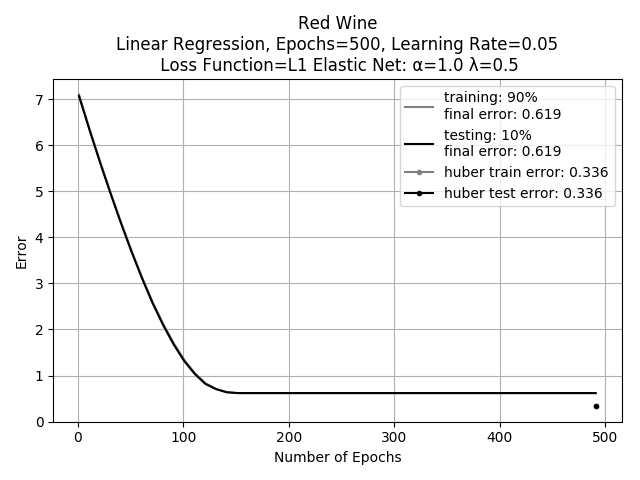 Red Wine
Linear Regression, Epochs=500, Learning Rate=0.05
Loss Function=L1 Elastic Net: α=1.0 λ=0.5
training: 90%
final error: 0.619
testing: 10%
final error: 0.619
huber train error: 0.336
huber test error: 0.336
7
6
5
4
3
2
1
0
Error
0
100
200
300
400
500
Number of Epochs